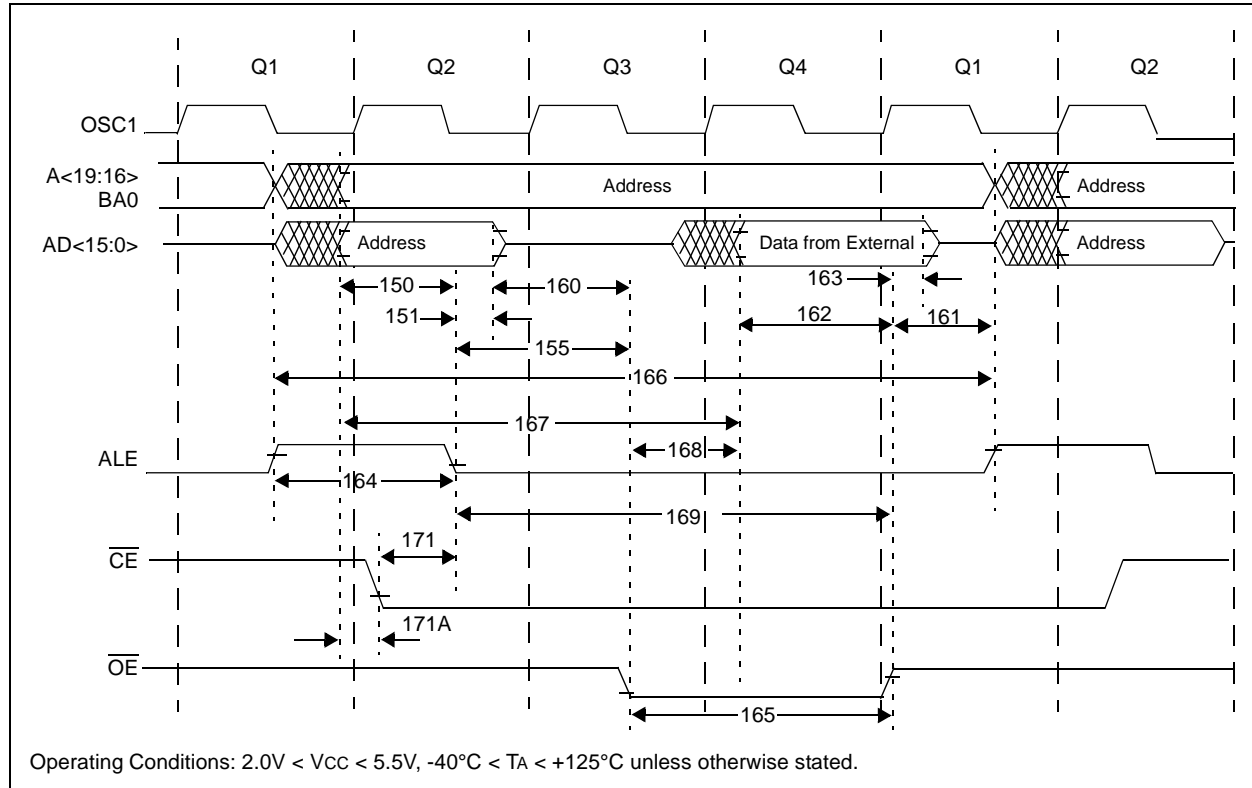 Q1 Q2 Q3 Q4 Q1 Q2
OSC1
A<19:16>
BA0
Address
Address
AD<15:0>
Address
Data from External
Address
163
150
160
151
162
161
155
166
167
168
ALE
164
169
171
CE
171A
OE
165
Operating Conditions: 2.0V < VCC < 5.5V, -40°C < TA < +125°C unless otherwise stated.